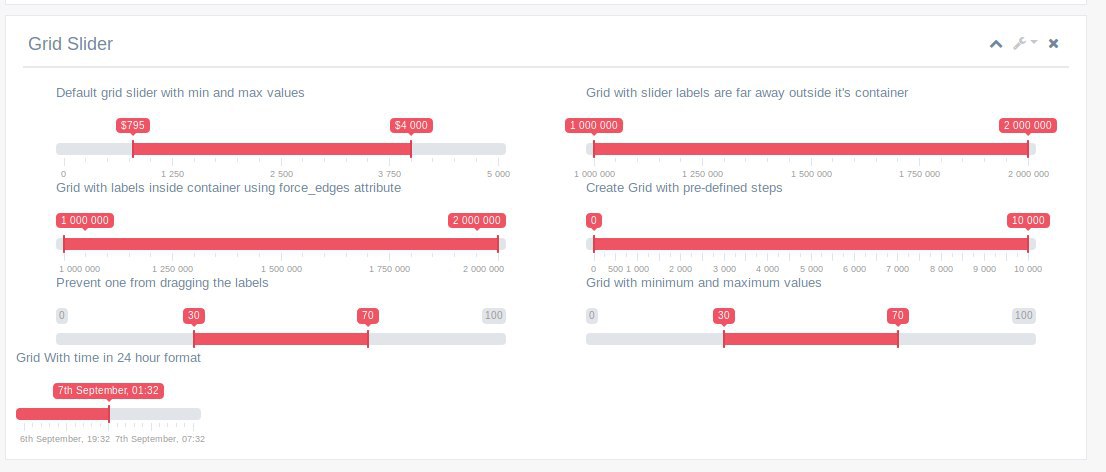 Grid Slider
Default grid slider with min and max values
$795 $4 000
0 1 250 2 500 3 750 5 000
Grid with slider labels are far away outside it's container
1 000 000 2 000 000
1 000 000 1 250 000 1 500 000 1 750 000 2 000 000
Grid with labels inside container using force_edges attribute
1 000 000 2 000 000
1 000 000 1 250 000 1 500 000 1 750 000 2 000 000
Create Grid with pre-defined steps
0 10 000
0 500 1 000 2 000 3 000 4 000 5 000 6 000 7 000 8 000 9 000 10 000
Prevent one from dragging the labels
0 30 70 100
Grid with minimum and maximum values
0 30 70 100
Grid With time in 24 hour format
7th September, 01:32
6th September, 19:32 7th September, 07:32